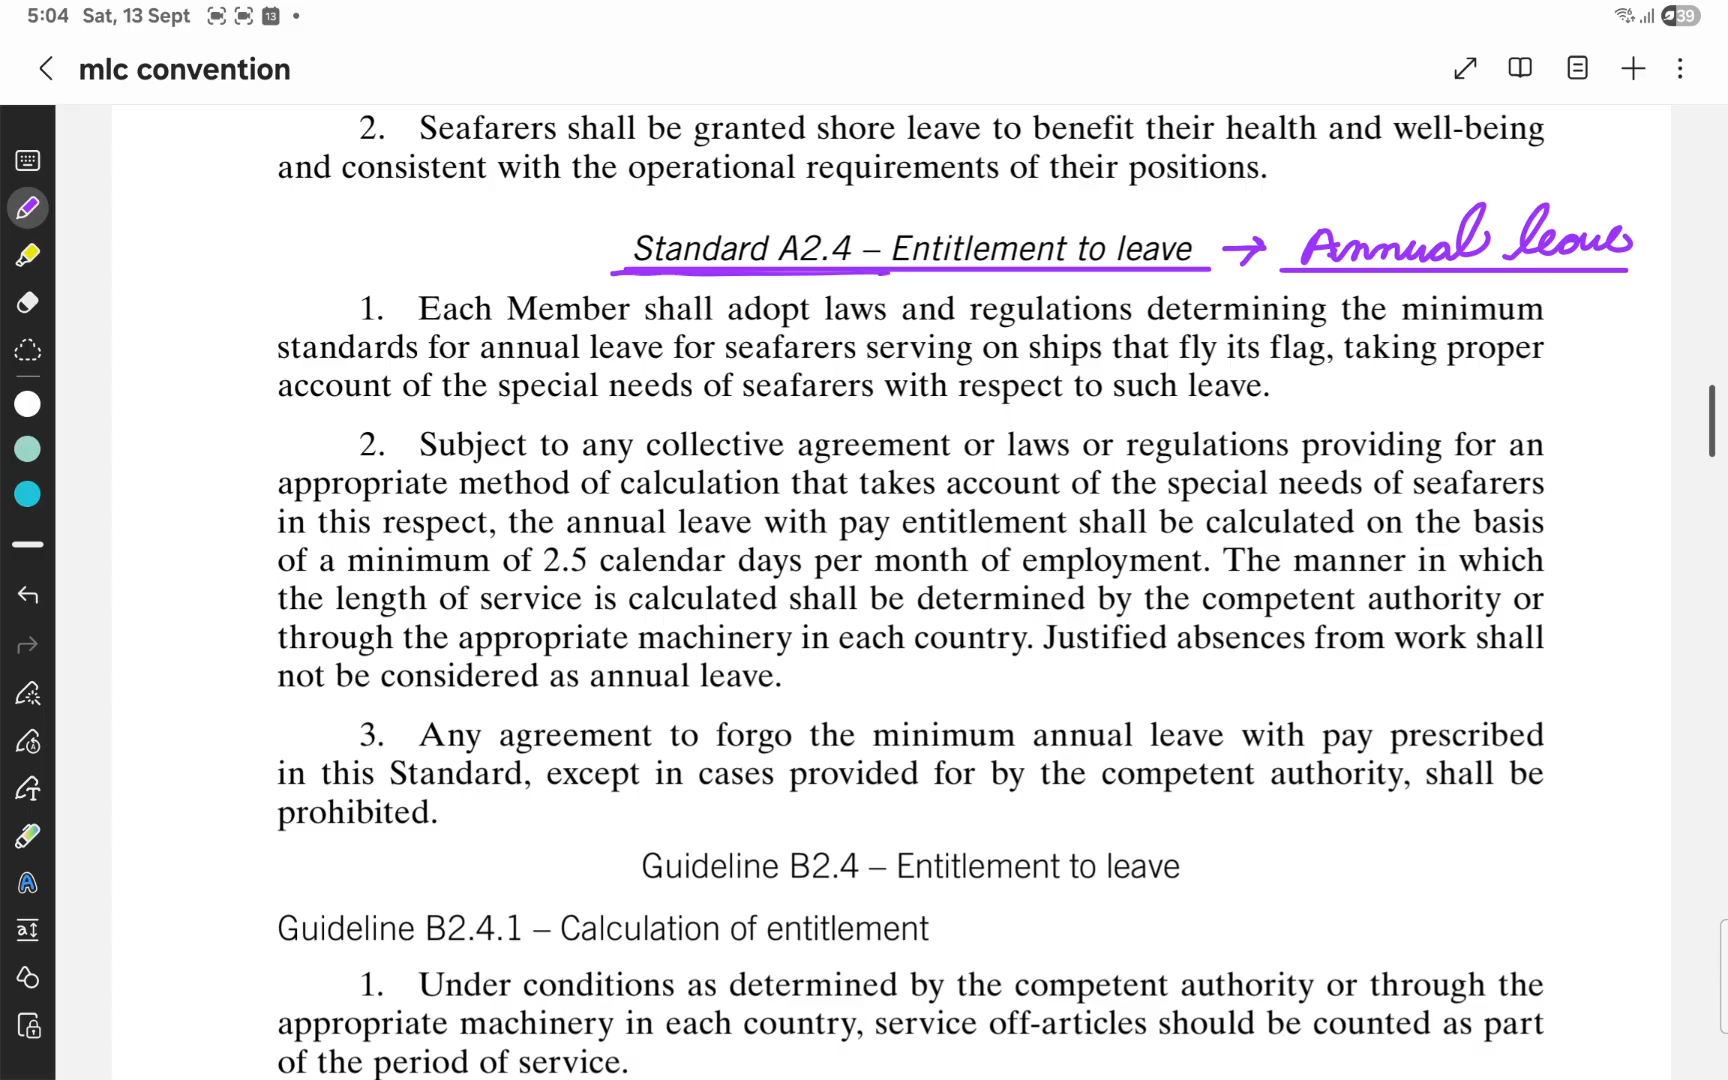 5:04 Sat, 13 Sept 13
39
mlc convention
2. Seafarers shall be granted shore leave to benefit their health and well-being
and consistent with the operational requirements of their positions.
Standard A2.4 – Entitlement to leave → Annual leave
1. Each Member shall adopt laws and regulations determining the minimum
standards for annual leave for seafarers serving on ships that fly its flag, taking proper
account of the special needs of seafarers with respect to such leave.
2. Subject to any collective agreement or laws or regulations providing for an
appropriate method of calculation that takes account of the special needs of seafarers
in this respect, the annual leave with pay entitlement shall be calculated on the basis
of a minimum of 2.5 calendar days per month of employment. The manner in which
the length of service is calculated shall be determined by the competent authority or
through the appropriate machinery in each country. Justified absences from work shall
not be considered as annual leave.
3. Any agreement to forgo the minimum annual leave with pay prescribed
in this Standard, except in cases provided for by the competent authority, shall be
prohibited.
Guideline B2.4 – Entitlement to leave
Guideline B2.4.1 – Calculation of entitlement
1. Under conditions as determined by the competent authority or through the
appropriate machinery in each country, service off-articles should be counted as part
of the period of service.